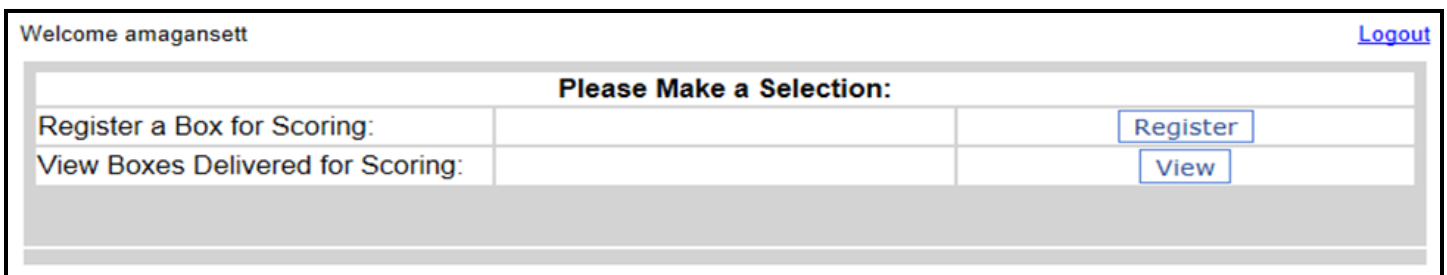 Welcome amagansett Logout
Please Make a Selection:
Register a Box for Scoring: Register
View Boxes Delivered for Scoring: View